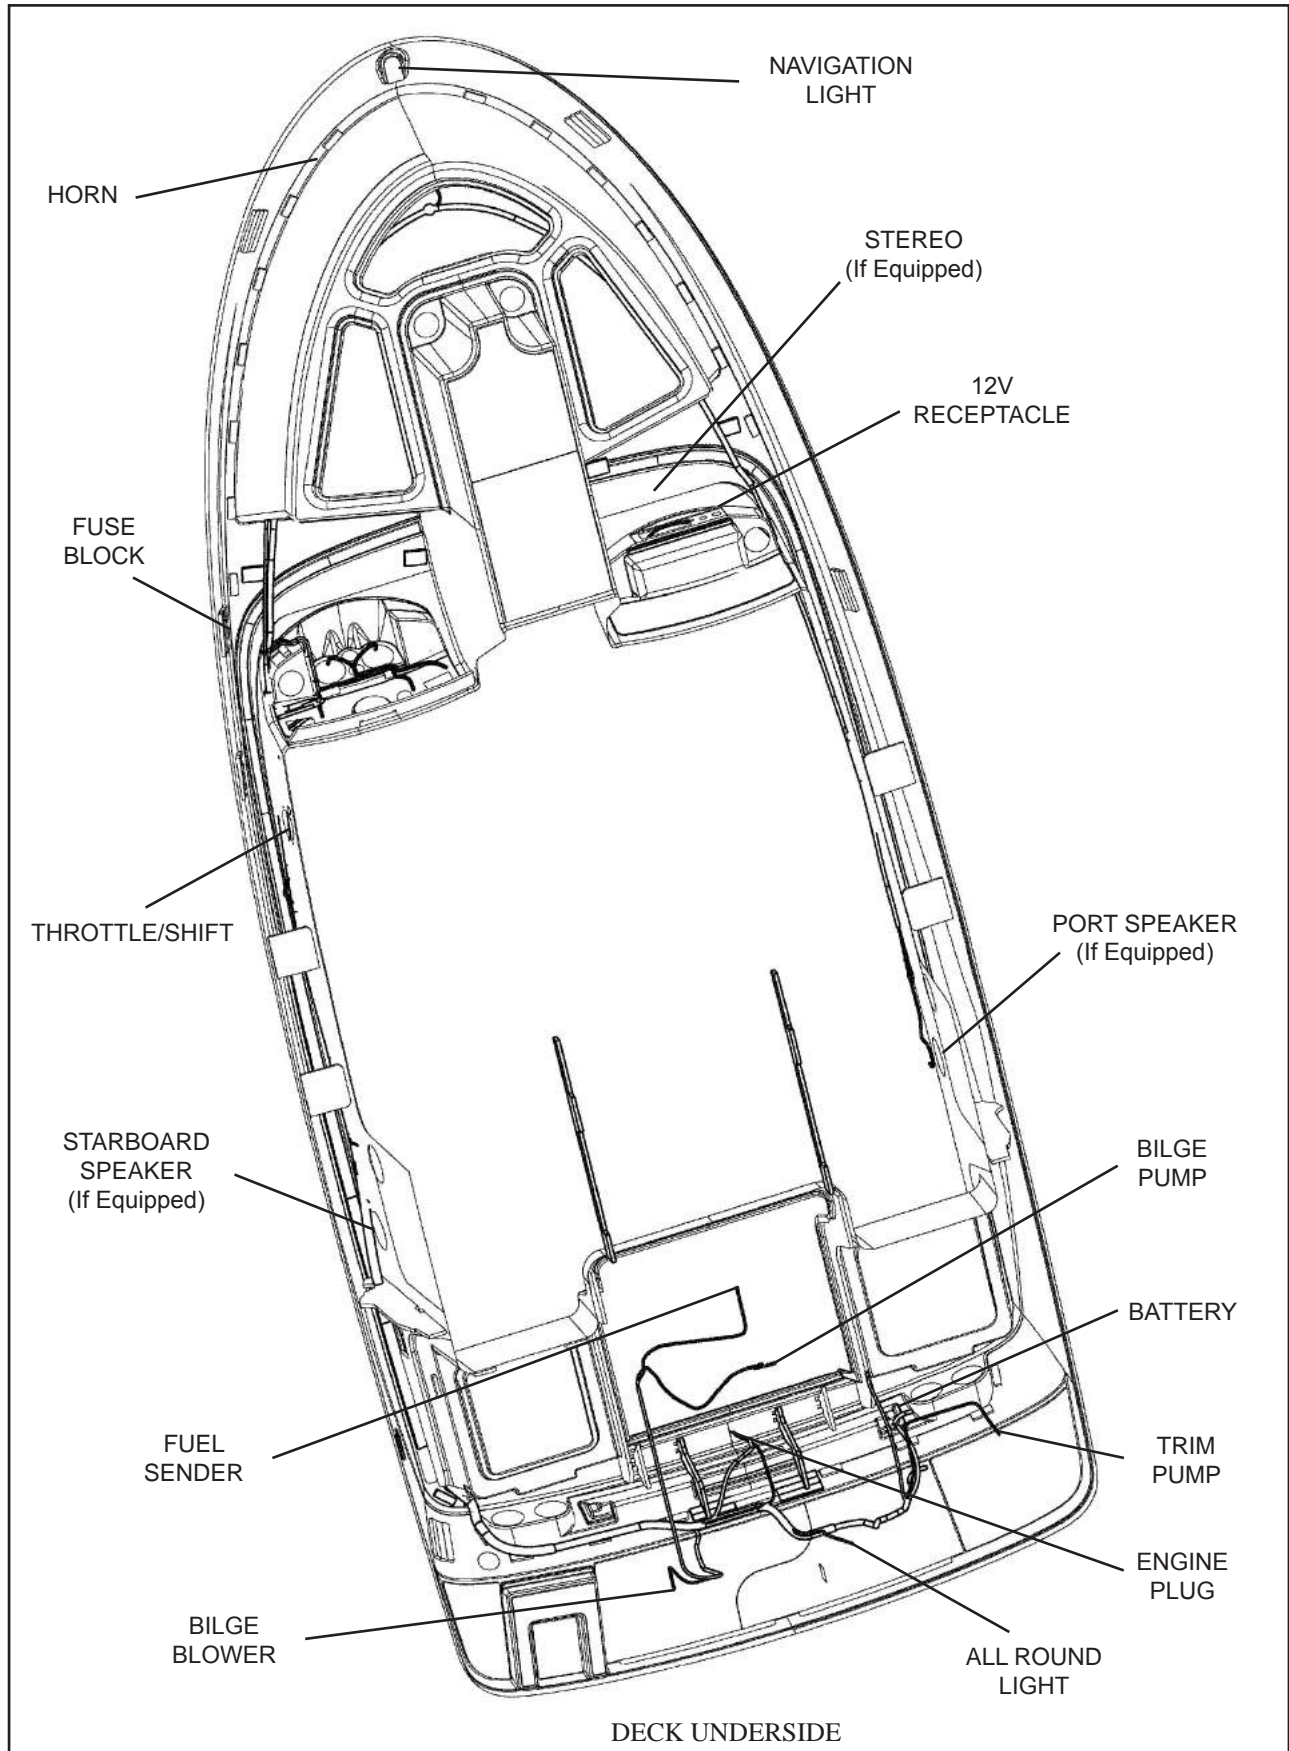 NAVIGATION
LIGHT
HORN
STEREO
(If Equipped)
12V
RECEPTACLE
FUSE
BLOCK
THROTTLE/SHIFT
PORT SPEAKER
(If Equipped)
STARBOARD
SPEAKER
(If Equipped)
BILGE
PUMP
BATTERY
FUEL
SENDER
TRIM
PUMP
ENGINE
PLUG
BILGE
BLOWER
ALL ROUND
LIGHT
DECK UNDERSIDE